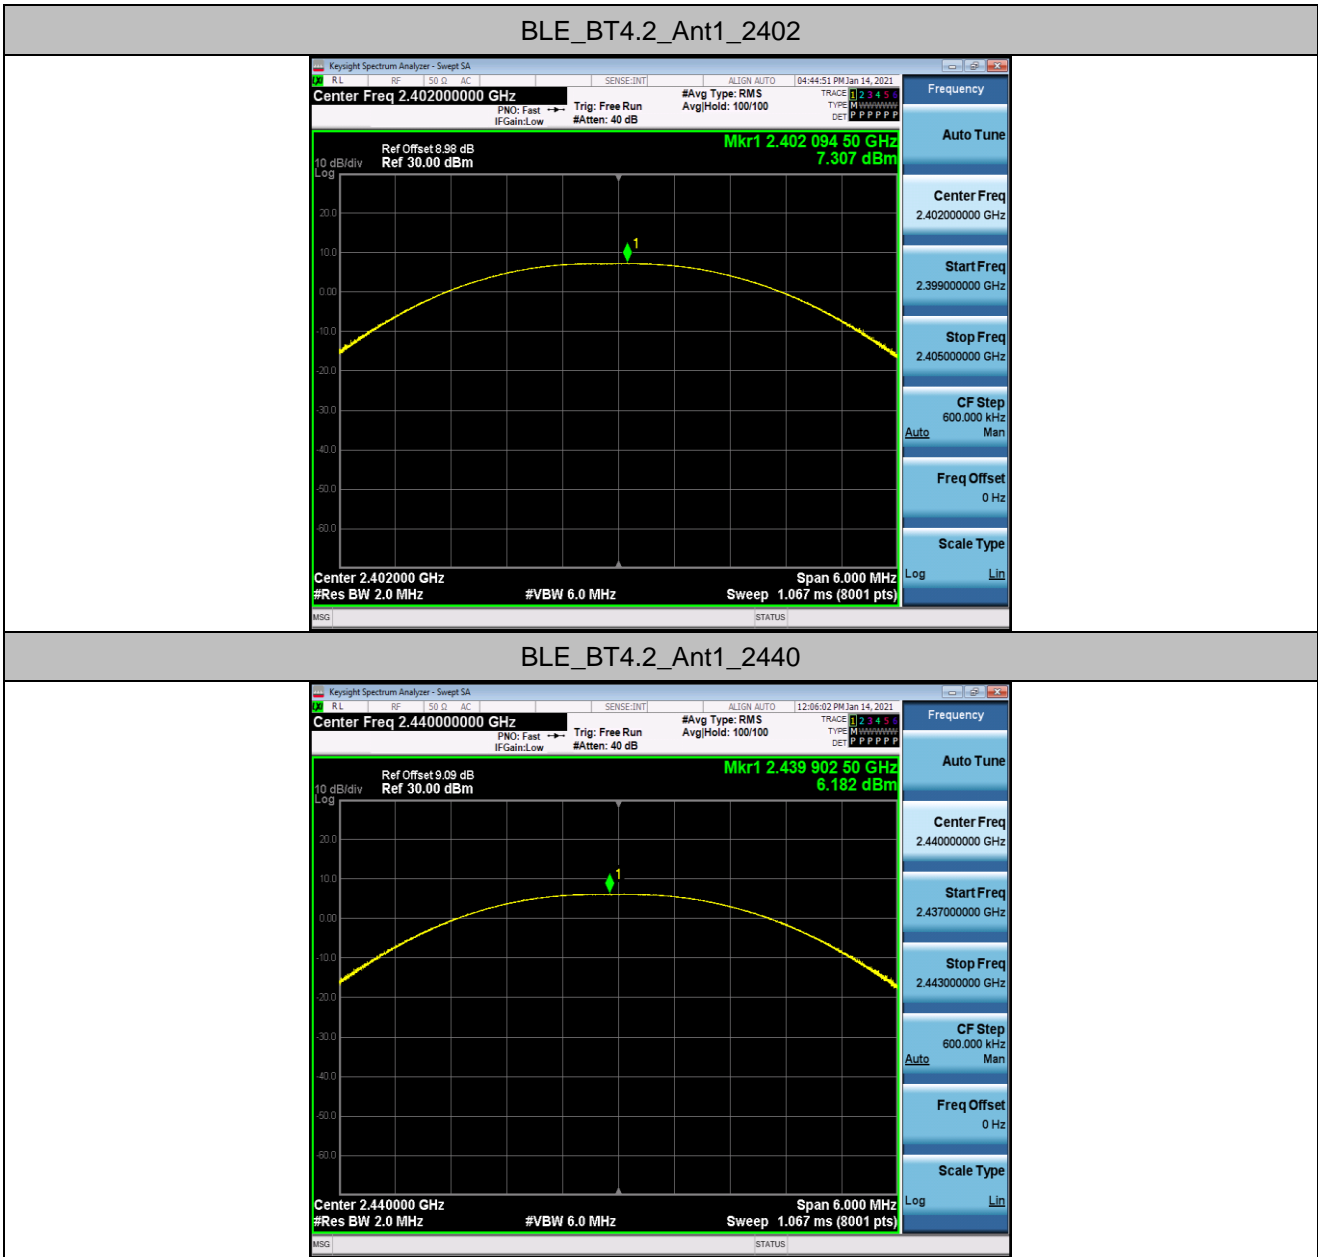 BLE_BT4.2_Ant1_2402
Keysight Spectrum Analyzer - Swept SA
RL RF 50 Ω AC SENSE:INT ALIGN AUTO 04:44:51 PM Jan 14, 2021
Center Freq 2.402000000 GHz
PNO: Fast
IFGain:Low
Trig: Free Run
#Atten: 40 dB
#Avg Type: RMS
Avg|Hold: 100/100
TRACE 1 2 3 4 5 6
TYPE M W W W W W
DET P P P P P P
Mkr1 2.402 094 50 GHz
7.307 dBm
Ref Offset 8.98 dB
10 dB/div Ref 30.00 dBm
Log
20.0
10.0
0.00
-10.0
-20.0
-30.0
-40.0
-50.0
-60.0
1
Center 2.402000 GHz Span 6.000 MHz
#Res BW 2.0 MHz #VBW 6.0 MHz Sweep 1.067 ms (8001 pts)
MSG STATUS
Frequency
Auto Tune
Center Freq
2.402000000 GHz
Start Freq
2.399000000 GHz
Stop Freq
2.405000000 GHz
CF Step
600.000 kHz
Auto Man
Freq Offset
0 Hz
Scale Type
Log Lin
BLE_BT4.2_Ant1_2440
Keysight Spectrum Analyzer - Swept SA
RL RF 50 Ω AC SENSE:INT ALIGN AUTO 12:06:02 PM Jan 14, 2021
Center Freq 2.440000000 GHz
PNO: Fast
IFGain:Low
Trig: Free Run
#Atten: 40 dB
#Avg Type: RMS
Avg|Hold: 100/100
TRACE 1 2 3 4 5 6
TYPE M W W W W W
DET P P P P P P
Mkr1 2.439 902 50 GHz
6.182 dBm
Ref Offset 9.09 dB
10 dB/div Ref 30.00 dBm
Log
20.0
10.0
0.00
-10.0
-20.0
-30.0
-40.0
-50.0
-60.0
1
Center 2.440000 GHz Span 6.000 MHz
#Res BW 2.0 MHz #VBW 6.0 MHz Sweep 1.067 ms (8001 pts)
MSG STATUS
Frequency
Auto Tune
Center Freq
2.440000000 GHz
Start Freq
2.437000000 GHz
Stop Freq
2.443000000 GHz
CF Step
600.000 kHz
Auto Man
Freq Offset
0 Hz
Scale Type
Log Lin